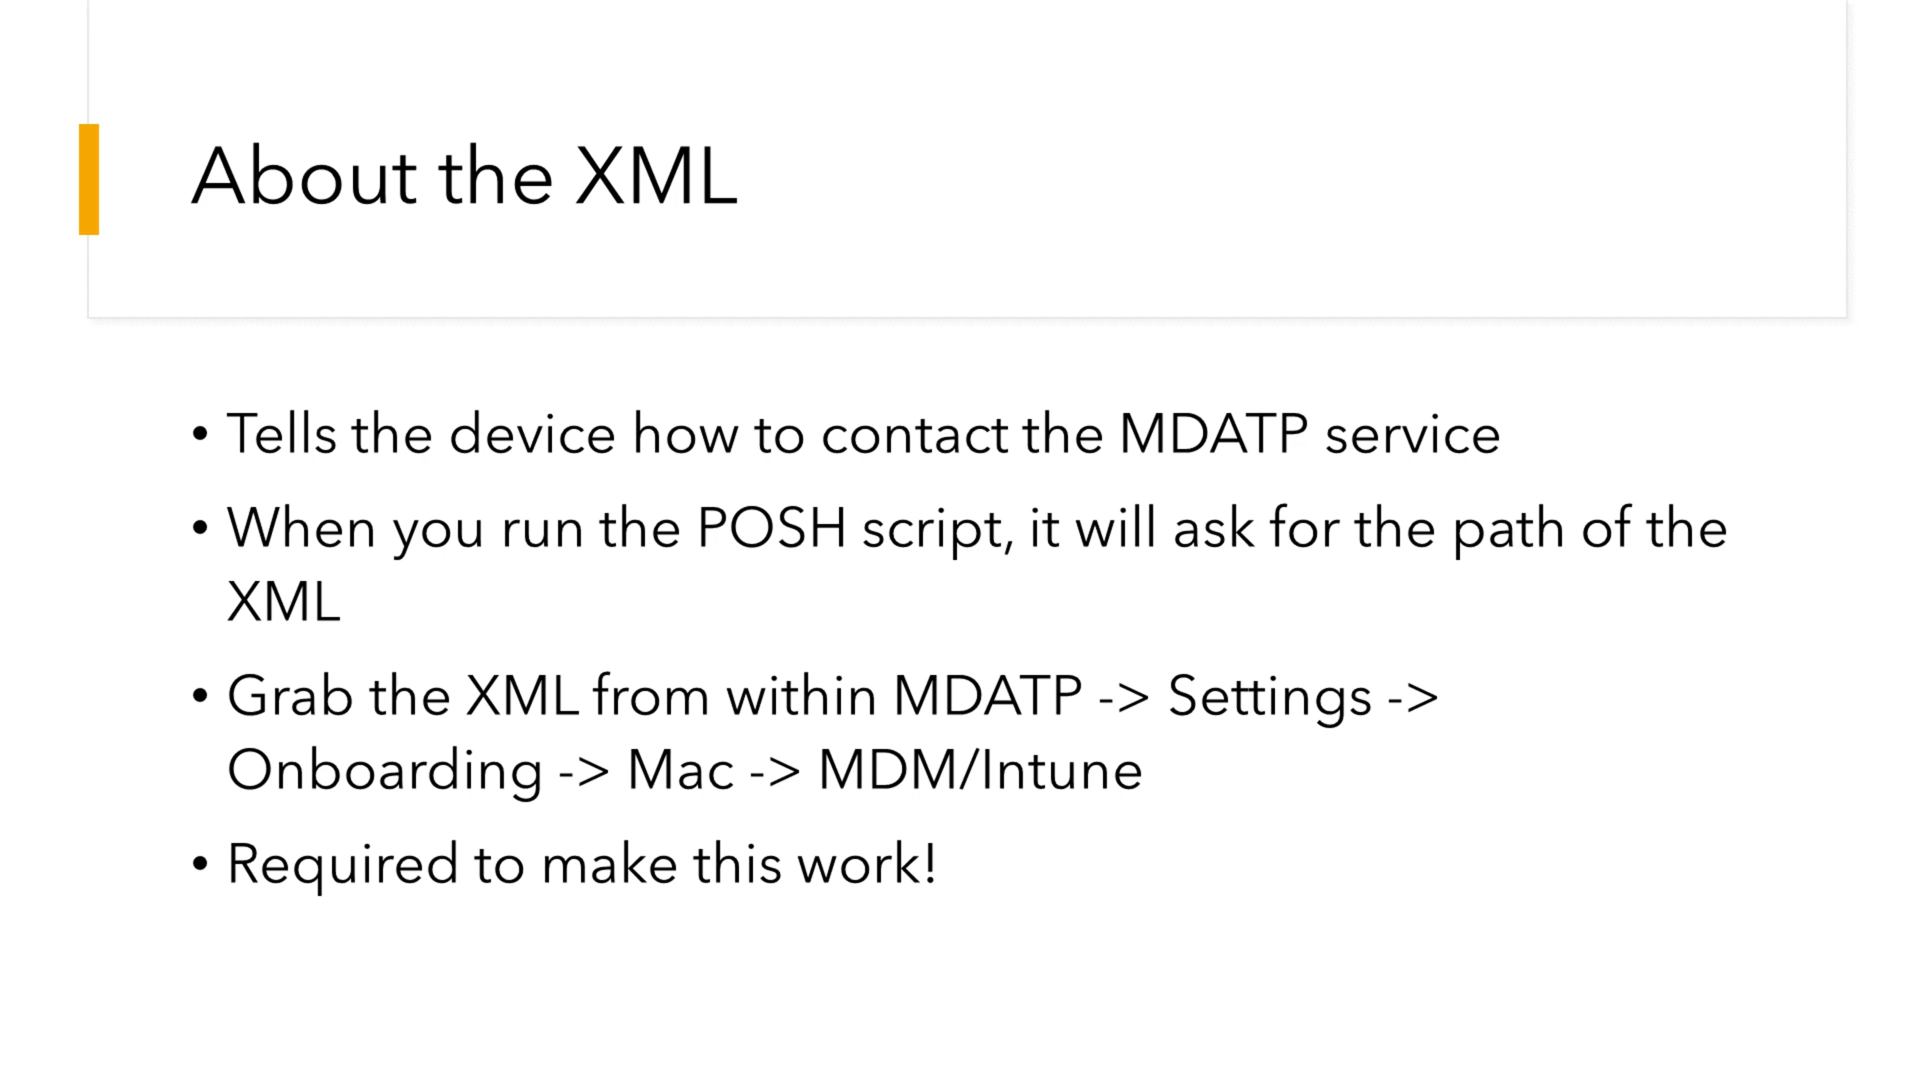 About the XML
• Tells the device how to contact the MDATP service
• When you run the POSH script, it will ask for the path of the
XML
• Grab the XML from within MDATP -> Settings ->
Onboarding -> Mac -> MDM/Intune
• Required to make this work!